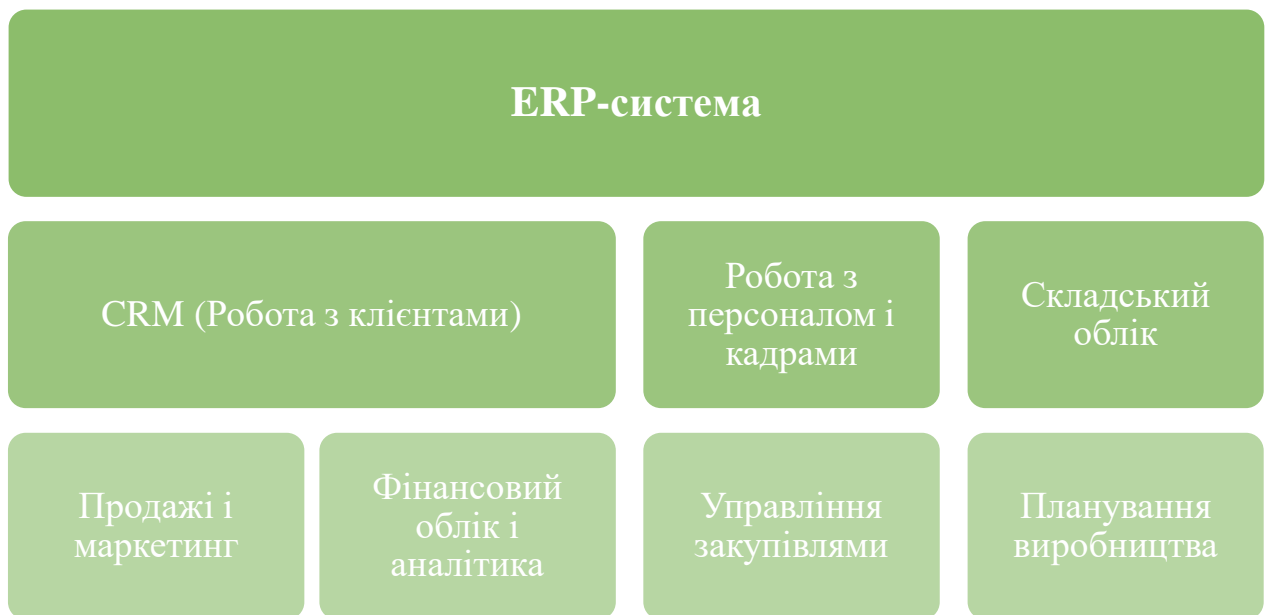 ERP-система
CRM (Робота з клієнтами)
Робота з
персоналом і
кадрами
Складський
облік
Продажі і
маркетинг
Фінансовий
облік і
аналітика
Управління
закупівлями
Планування
виробництва